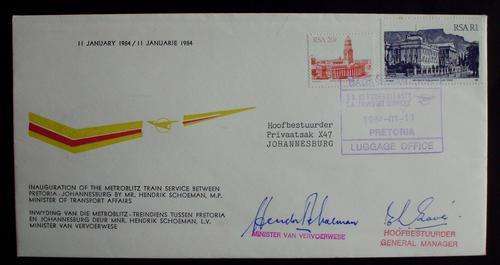 11 JANUARY 1984 / 11 JANUARIE 1984
RSA 20c
RSA R1
1984-01-11
PRETORIA
LUGGAGE OFFICE
Hoofbestuurder
Privaatsak X47
JOHANNESBURG
INAUGURATION OF THE METROBLITZ TRAIN SERVICE BETWEEN
PRETORIA - JOHANNESBURG BY MR. HENDRIK SCHOEMAN, M.P.
MINISTER OF TRANSPORT AFFAIRS
INWYDING VAN DIE METROBLITZ - TREINDIENS TUSSEN PRETORIA
EN JOHANNESBURG DEUR MNR. HENDRIK SCHOEMAN, L.V.
MINISTER VAN VERVOERWESE
MINISTER VAN VERVOERWESE
HOOFBESTUURDER
GENERAL MANAGER